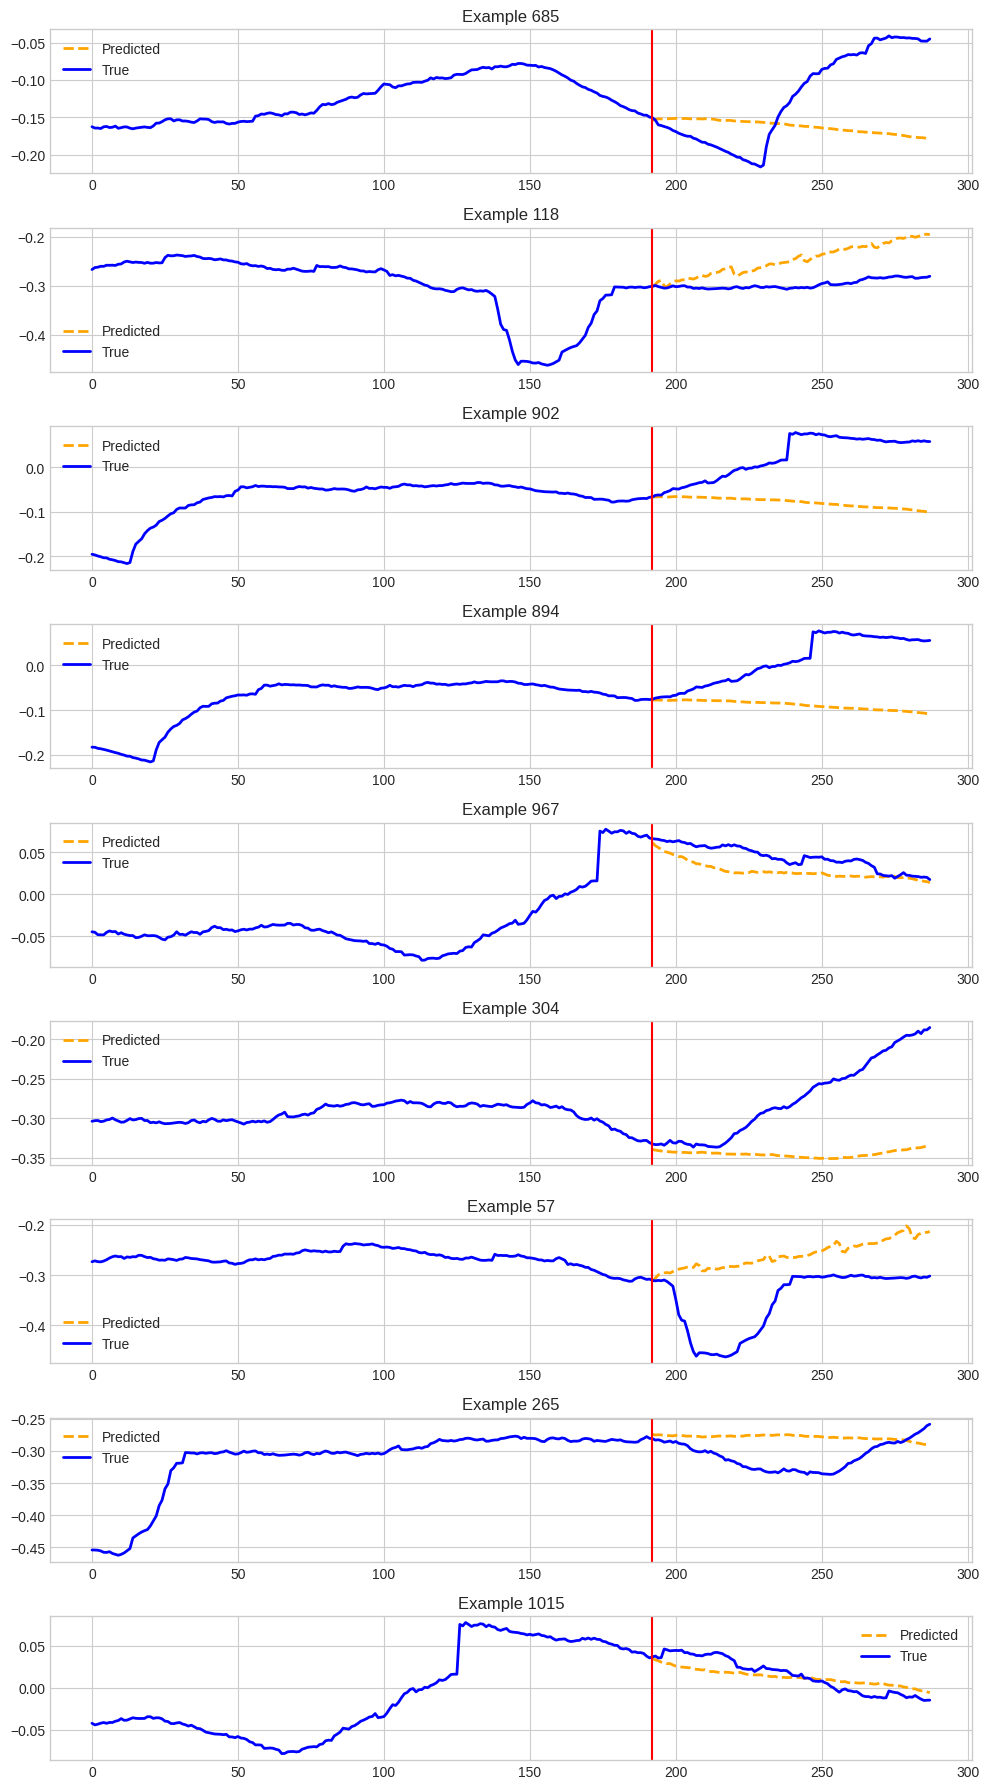 Example 685
Predicted
True
−0.05
−0.10
−0.15
−0.20
0 50 100 150 200 250 300
Example 118
Predicted
True
−0.2
−0.3
−0.4
0 50 100 150 200 250 300
Example 902
Predicted
True
0.0
−0.1
−0.2
0 50 100 150 200 250 300
Example 894
Predicted
True
0.0
−0.1
−0.2
0 50 100 150 200 250 300
Example 967
Predicted
True
0.05
0.00
−0.05
0 50 100 150 200 250 300
Example 304
Predicted
True
−0.20
−0.25
−0.30
−0.35
0 50 100 150 200 250 300
Example 57
Predicted
True
−0.2
−0.3
−0.4
0 50 100 150 200 250 300
Example 265
Predicted
True
−0.25
−0.30
−0.35
−0.40
−0.45
0 50 100 150 200 250 300
Example 1015
Predicted
True
0.05
0.00
−0.05
0 50 100 150 200 250 300